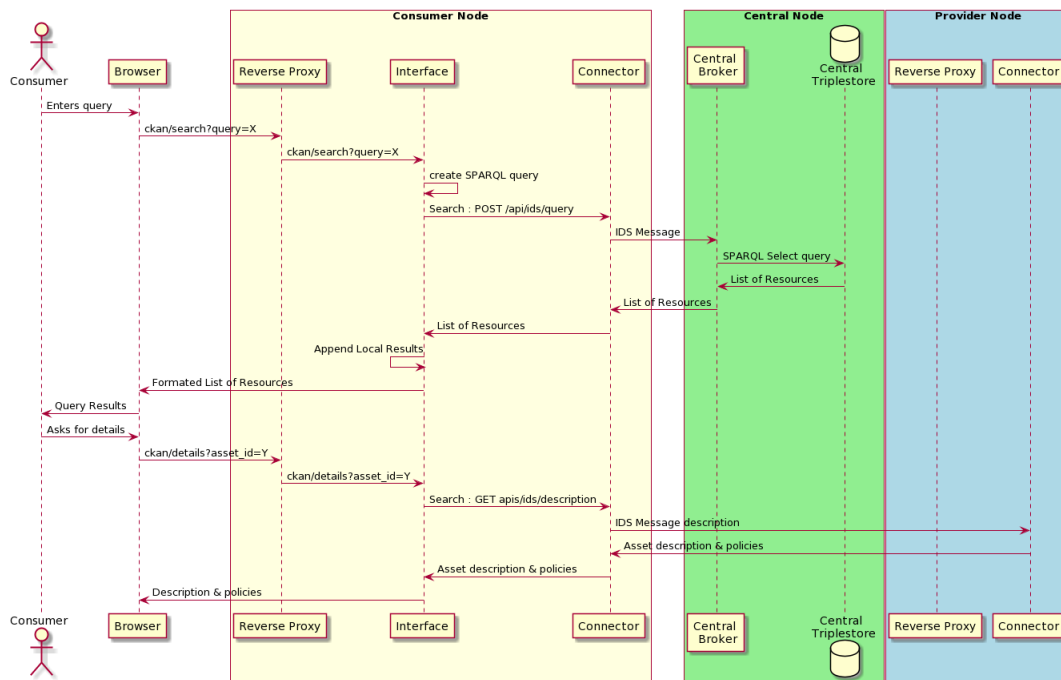 Consumer Node
Central Node
Provider Node
Consumer
Browser
Reverse Proxy
Interface
Connector
Central
Broker
Central
Triplestore
Reverse Proxy
Connector
Enters query
ckan/search?query=X
ckan/search?query=X
create SPARQL query
Search : POST /api/ids/query
IDS Message
SPARQL Select query
List of Resources
List of Resources
List of Resources
Append Local Results
Formated List of Resources
Query Results
Asks for details
ckan/details?asset_id=Y
ckan/details?asset_id=Y
Search : GET apis/ids/description
IDS Message description
Asset description & policies
Asset description & policies
Description & policies
Consumer
Browser
Reverse Proxy
Interface
Connector
Central
Broker
Central
Triplestore
Reverse Proxy
Connector